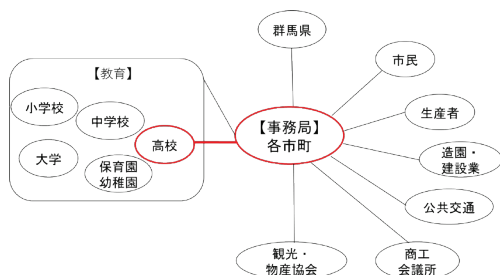 群馬県
【教育】
市民
小学校
中学校
生産者
【事務局】
各市町
高校
大学
保育園
幼稚園
造園・
建設業
公共交通
観光・
物産協会
商工
会議所